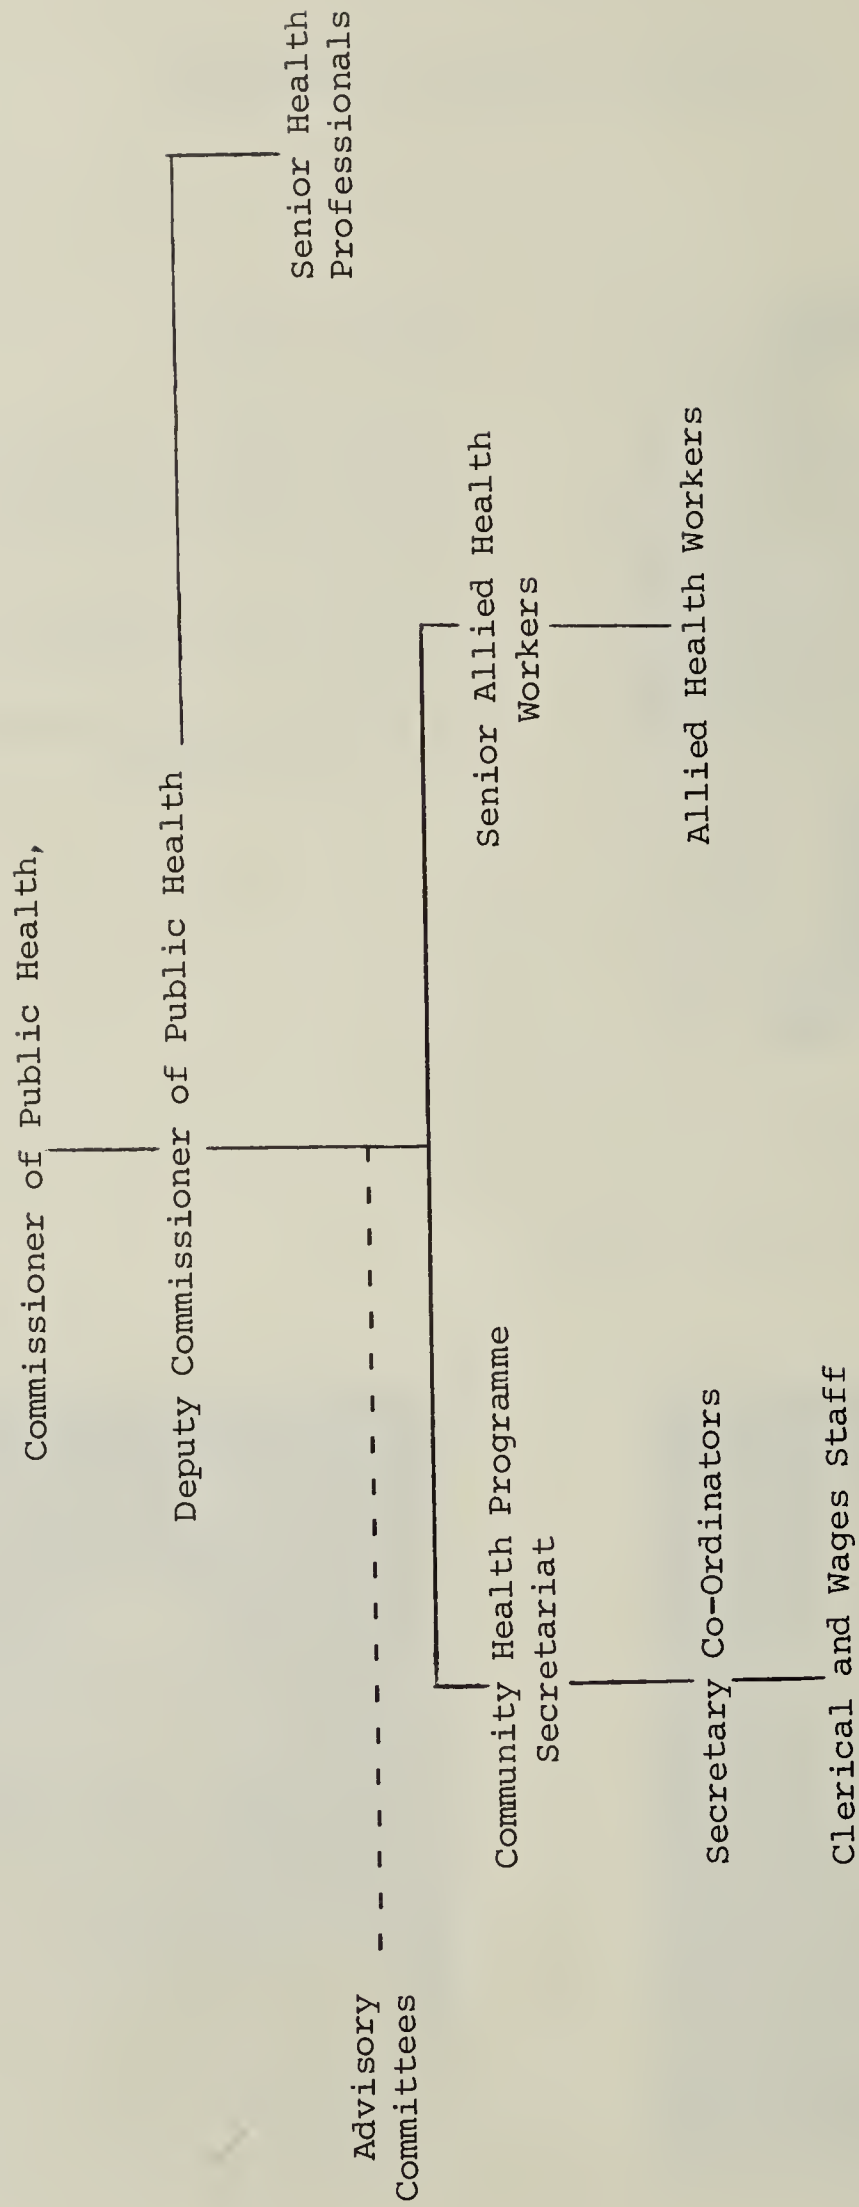 Commissioner of Public Health,
Deputy Commissioner of Public Health
Senior Health
Professionals
Advisory
Committees
Community Health Programme
Secretariat
Senior Allied Health
Workers
Secretary Co-Ordinators
Allied Health Workers
Clerical and Wages Staff